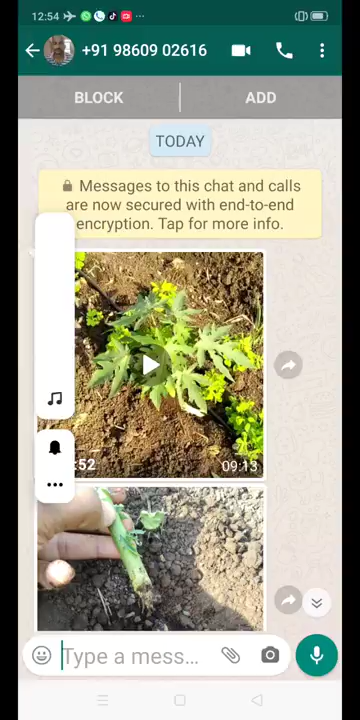 12:54
+91 98609 02616
BLOCK
ADD
TODAY
Messages to this chat and calls
are now secured with end-to-end
encryption. Tap for more info.
:52
09:13
Type a mess...